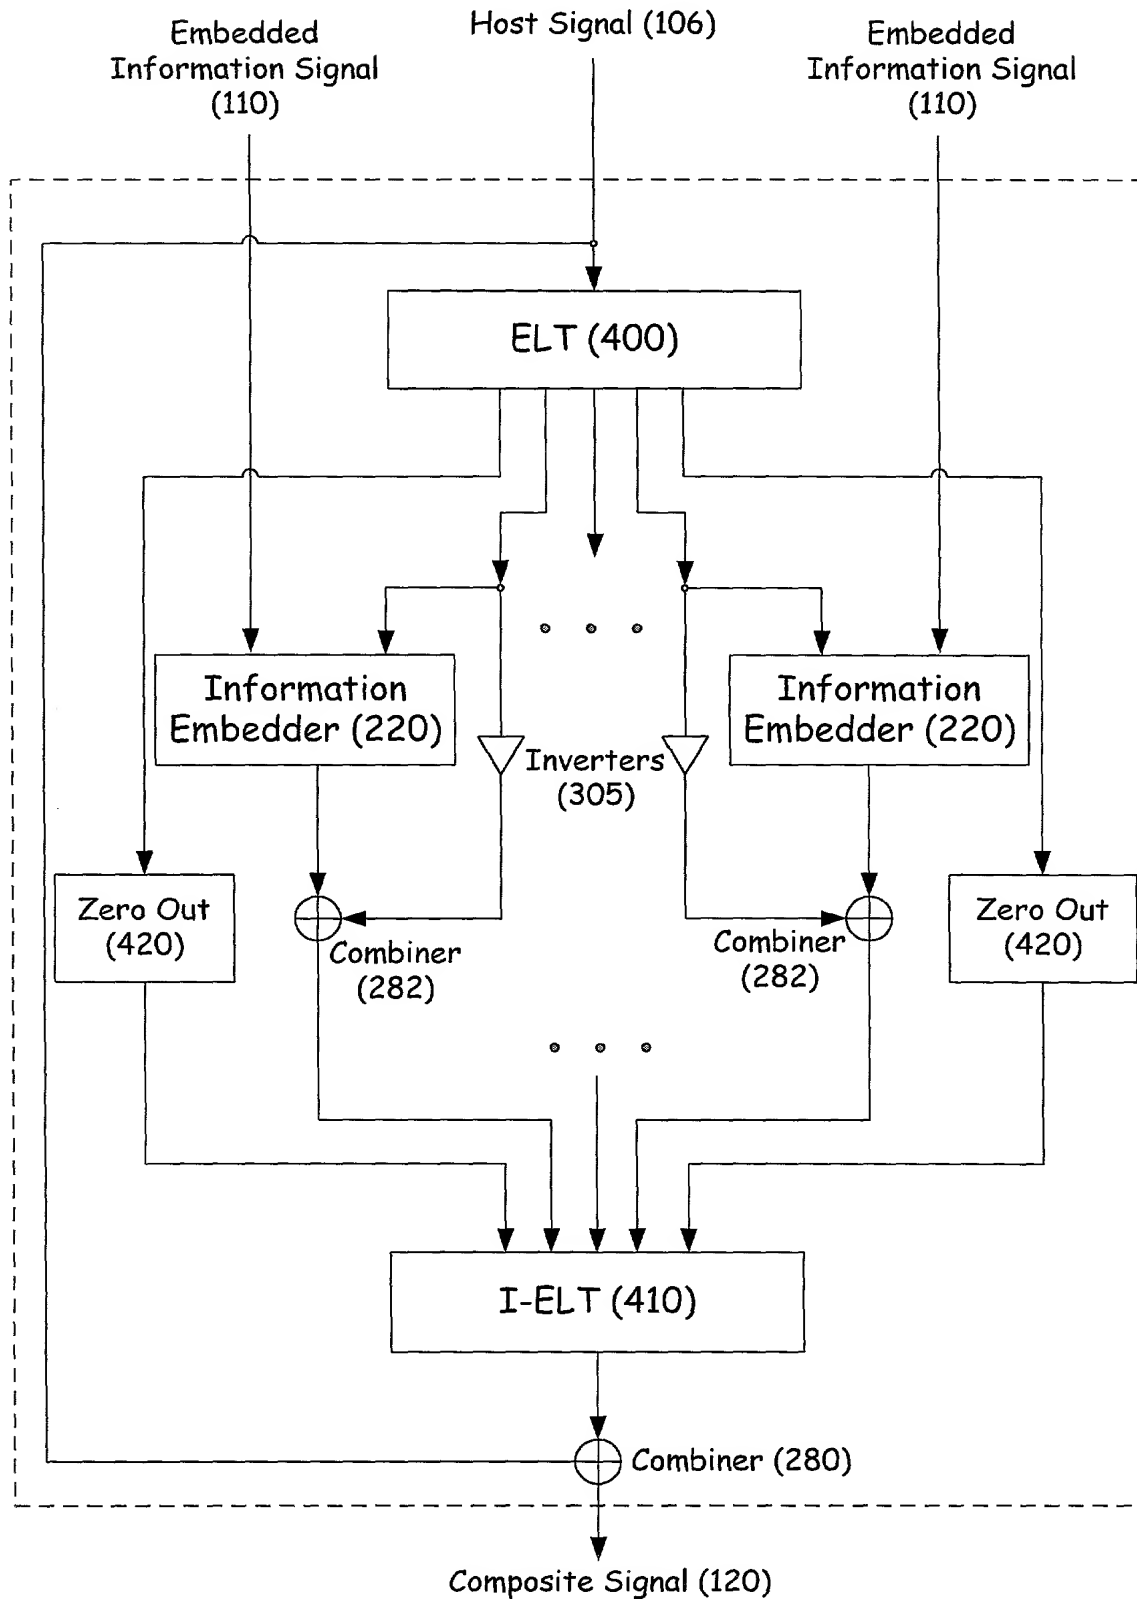 Embedded
Information Signal
(110)
Host Signal (106)
Embedded
Information Signal
(110)
ELT (400)
Information
Embedder (220)
Inverters
(305)
Information
Embedder (220)
Zero Out
(420)
Combiner
(282)
Combiner
(282)
Zero Out
(420)
I-ELT (410)
Combiner (280)
Composite Signal (120)